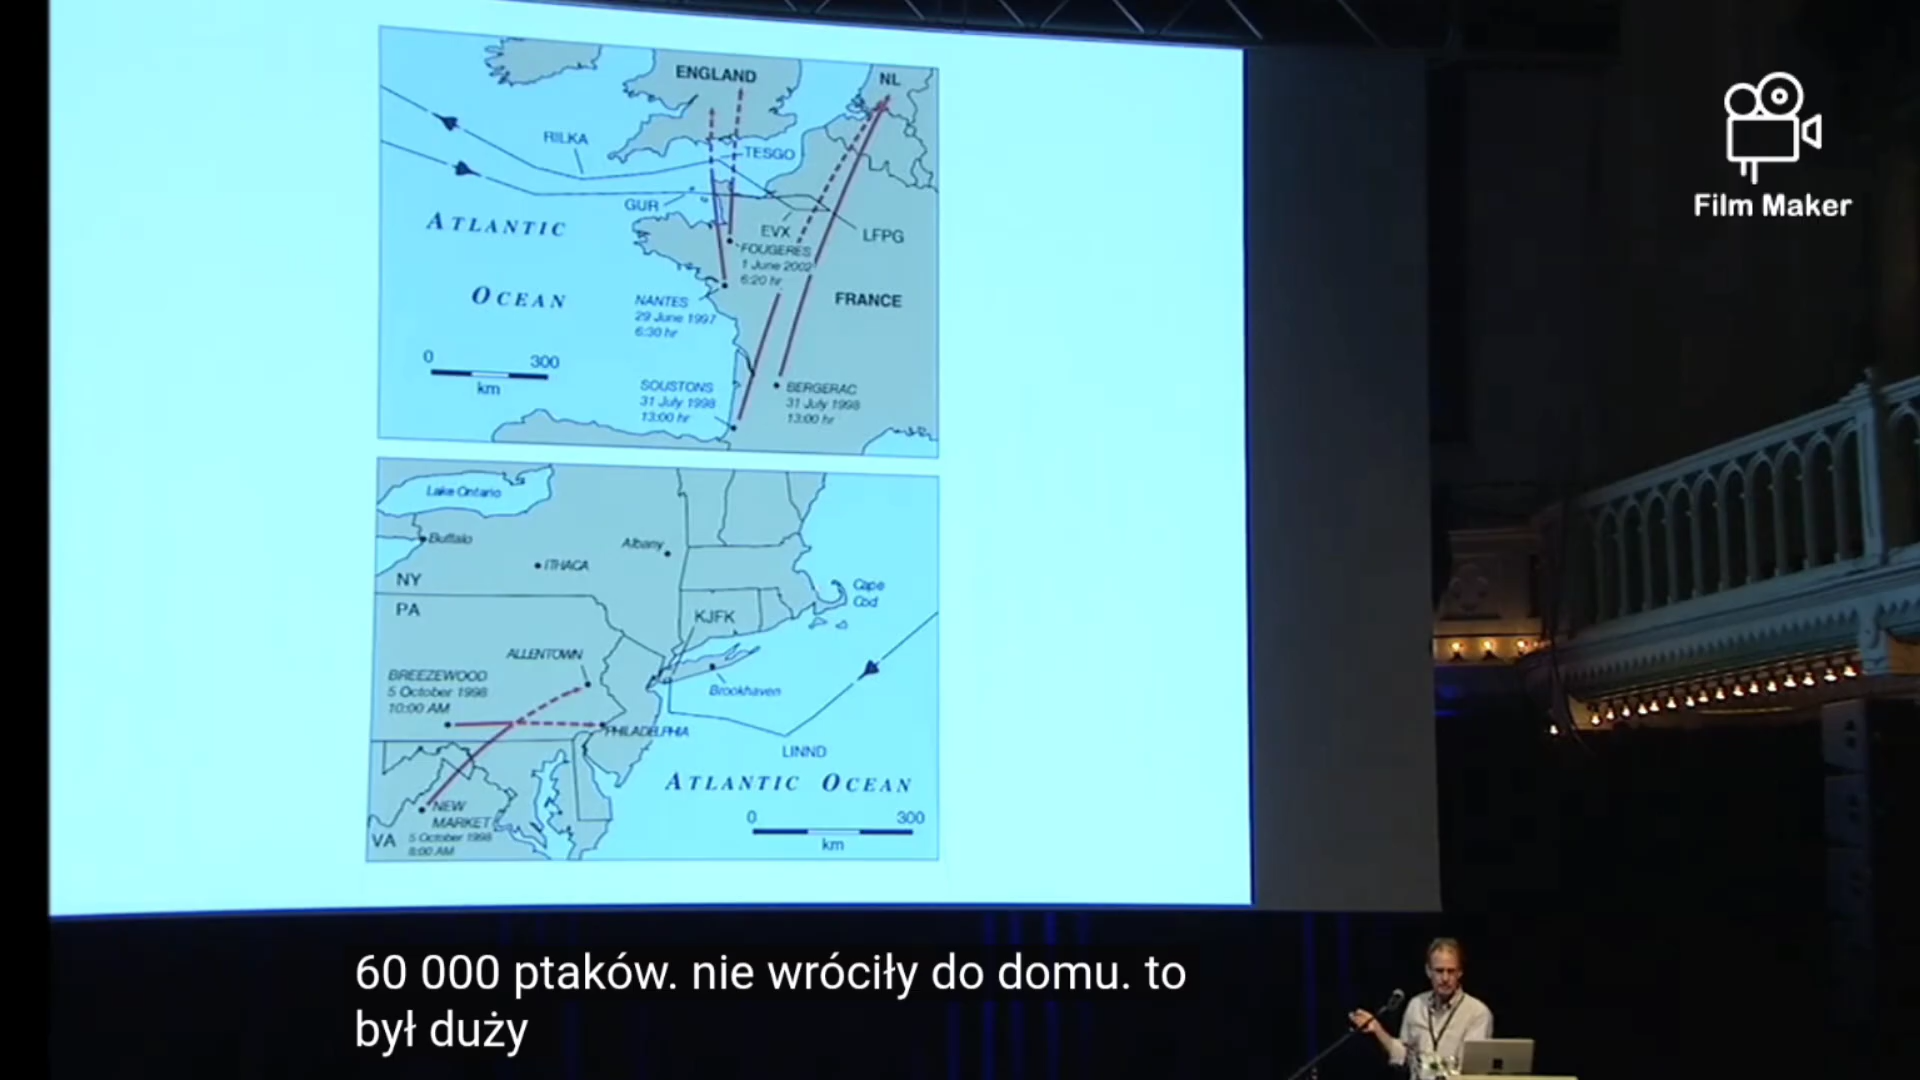 ENGLAND
NL
RILKA
TESGO
GUR
EVX
LFPG
ATLANTIC
OCEAN
FOUGERES
1 June 2002
6:20 hr
NANTES
29 June 1997
6:30 hr
FRANCE
0 300
km
SOUSTONS
31 July 1998
13:00 hr
BERGERAC
31 July 1998
13:00 hr
Lake Ontario
Buffalo
ITHACA
Albany
NY
PA
Cape
Cod
KJFK
ALLENTOWN
BREEZEWOOD
5 October 1998
10:00 AM
Brookhaven
PHILADELPHIA
LINND
ATLANTIC OCEAN
NEW
MARKET
5 October 1998
8:00 AM
VA
0 300
km
Film Maker
60 000 ptaków. nie wróciły do domu. to
był duży